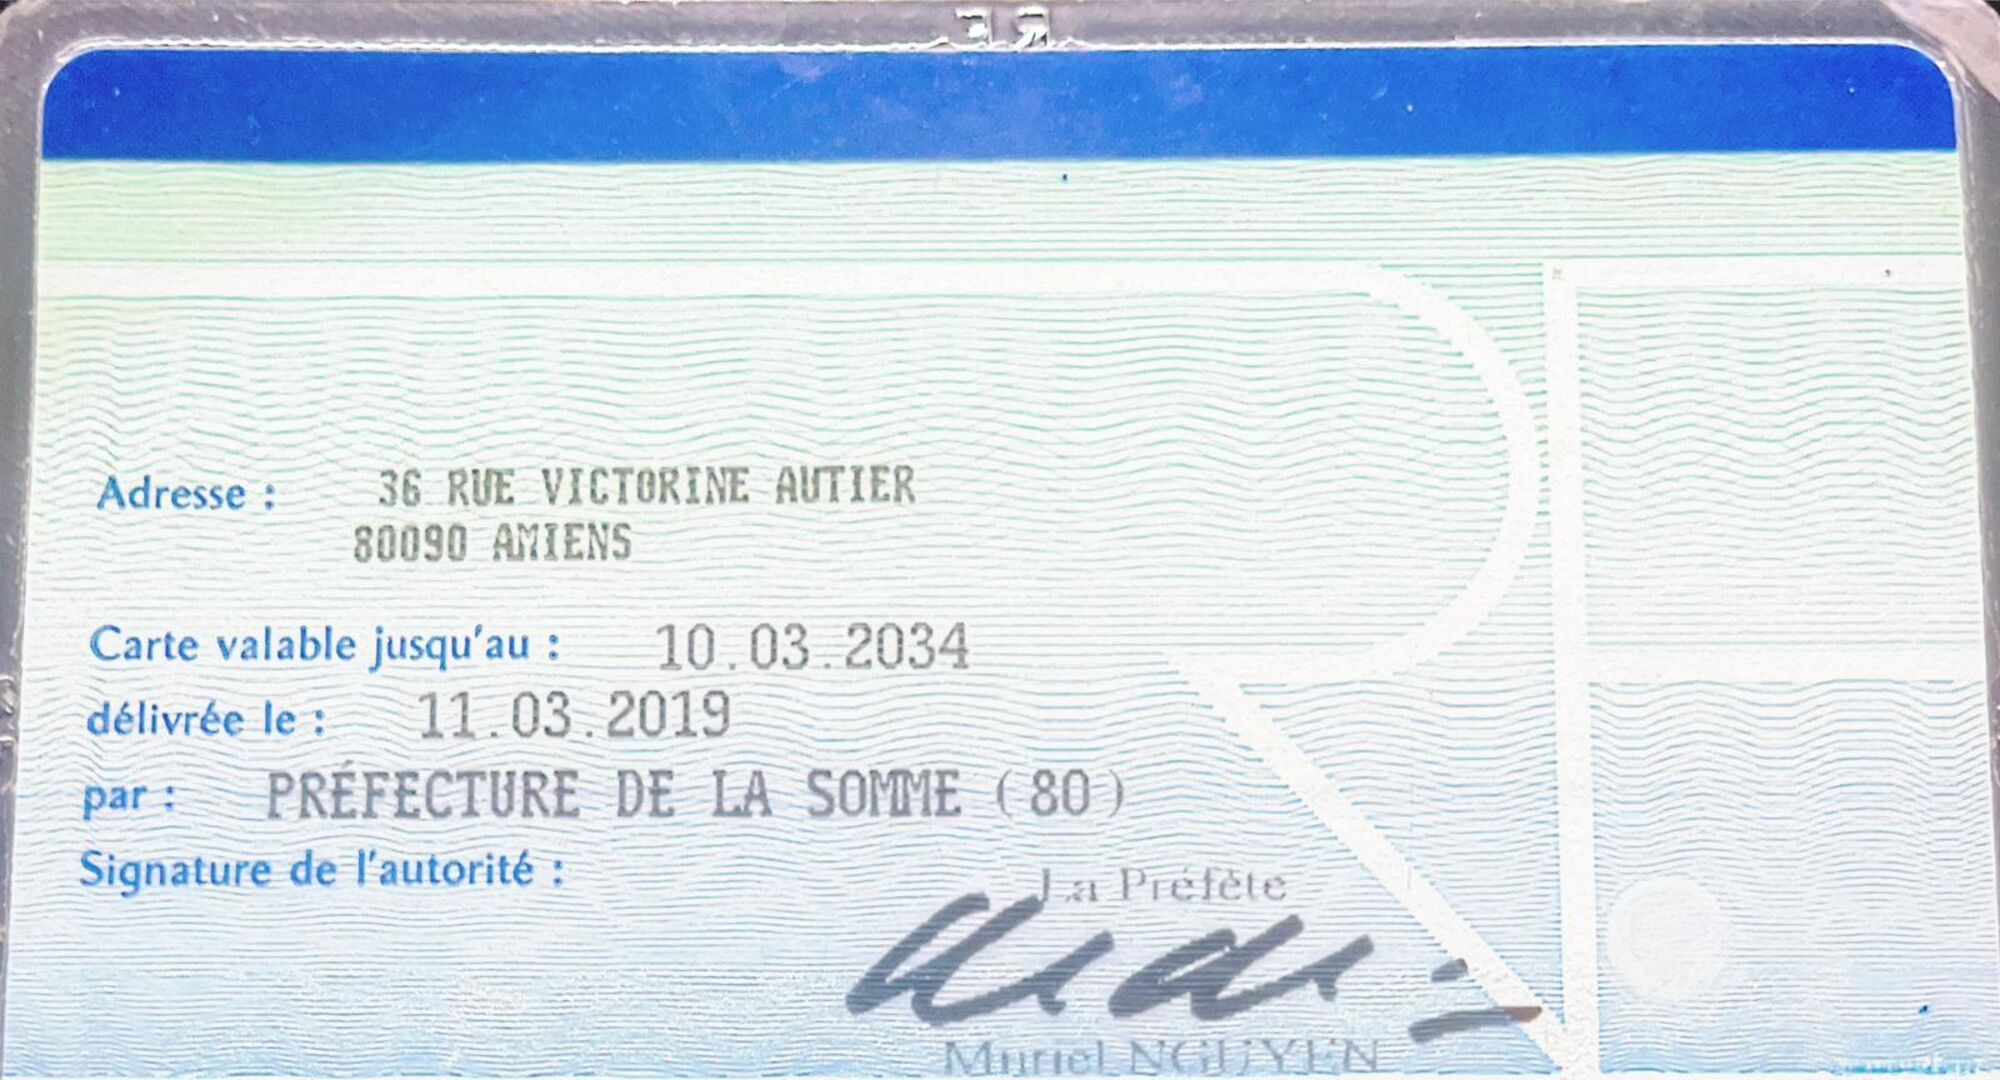 Adresse : 36 RUE VICTORINE AUTIER
80090 AMIENS
Carte valable jusqu'au : 10.03.2034
délivrée le : 11.03.2019
par : PRÉFECTURE DE LA SOMME (80)
Signature de l'autorité :
La Préfète
Muriel NGUYEN